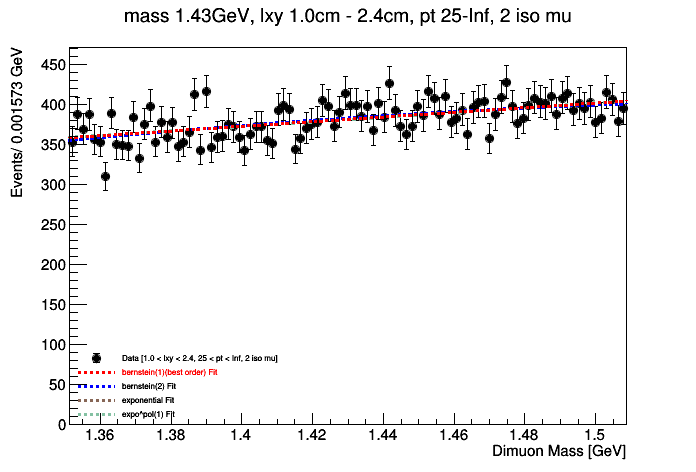 mass 1.43GeV, lxy 1.0cm - 2.4cm, pt 25-Inf, 2 iso mu
Events/ 0.001573 GeV
450
400
350
300
250
200
150
100
50
0
Data [1.0 < lxy < 2.4, 25 < pt < Inf, 2 iso mu]
bernstein(1)(best order) Fit
bernstein(2) Fit
exponential Fit
expo^pol(1) Fit
1.36 1.38 1.4 1.42 1.44 1.46 1.48 1.5
Dimuon Mass [GeV]